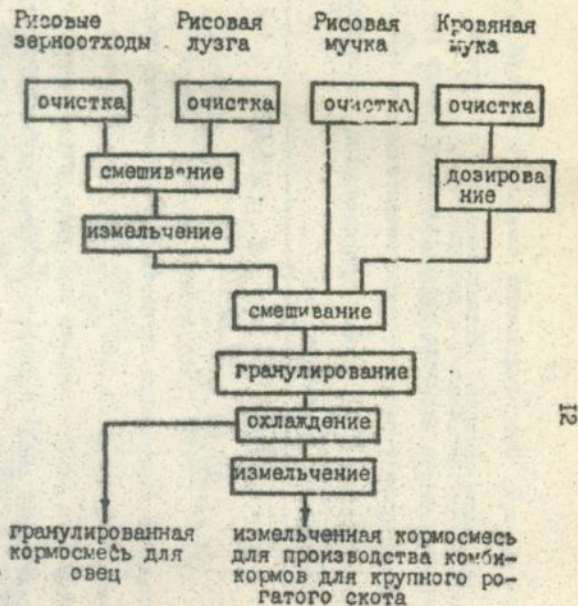 Рисовые зерноотходы
Рисовая лузга
Рисовая мучка
Кровяная мука
очистка
очистка
очистка
очистка
смешивание
дозирова
ние
измельчение
смешивание
гранулирование
охлаждение
измельчение
гранулированная
кормосмесь для
овец
измельченная кормосмесь
для производства комби-
кормов для крупного ро-
гатого скота
12